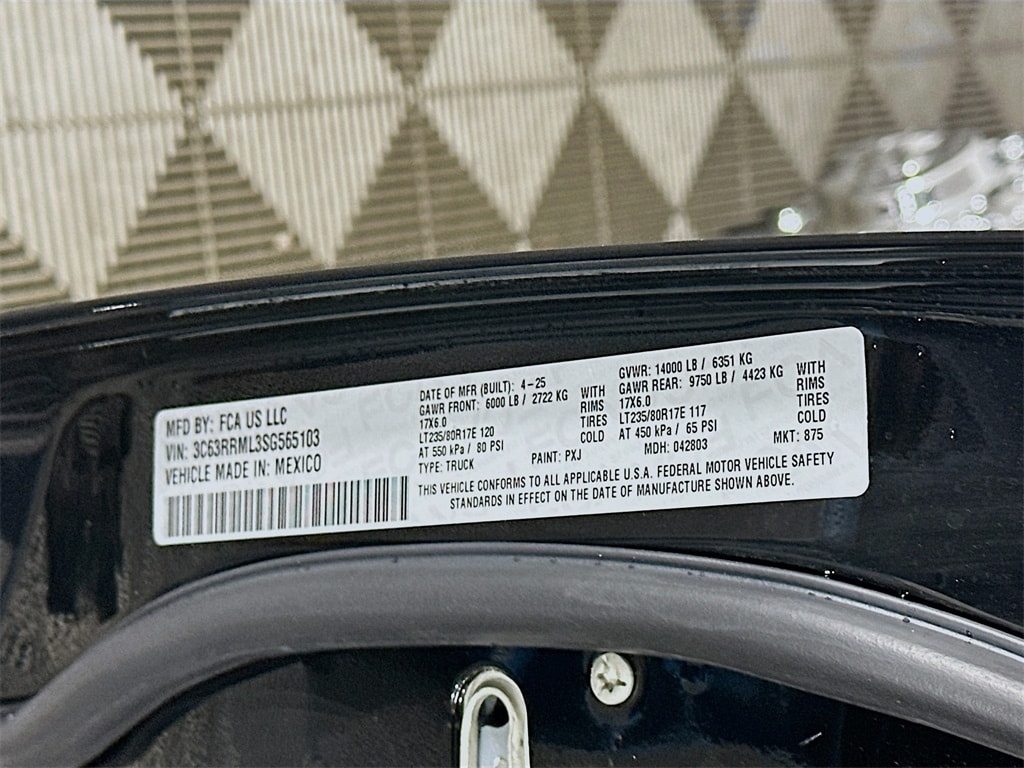 MFD BY: FCA US LLC
VIN: 3C63RRML3SG565103
VEHICLE MADE IN: MEXICO
DATE OF MFR (BUILT): 4-25
GAWR FRONT: 6000 LB / 2722 KG
17X6.0
LT235/80R17E 120
AT 550 kPa / 80 PSI
WITH
RIMS
TIRES
COLD
TYPE: TRUCK
PAINT: PXJ
GVWR: 14000 LB / 6351 KG
GAWR REAR: 9750 LB / 4423 KG
17X6.0
LT235/80R17E 117
AT 450 kPa / 65 PSI
WITH
RIMS
TIRES
COLD
MDH: 042803
MKT: 875
THIS VEHICLE CONFORMS TO ALL APPLICABLE U.S.A. FEDERAL MOTOR VEHICLE SAFETY
STANDARDS IN EFFECT ON THE DATE OF MANUFACTURE SHOWN ABOVE.